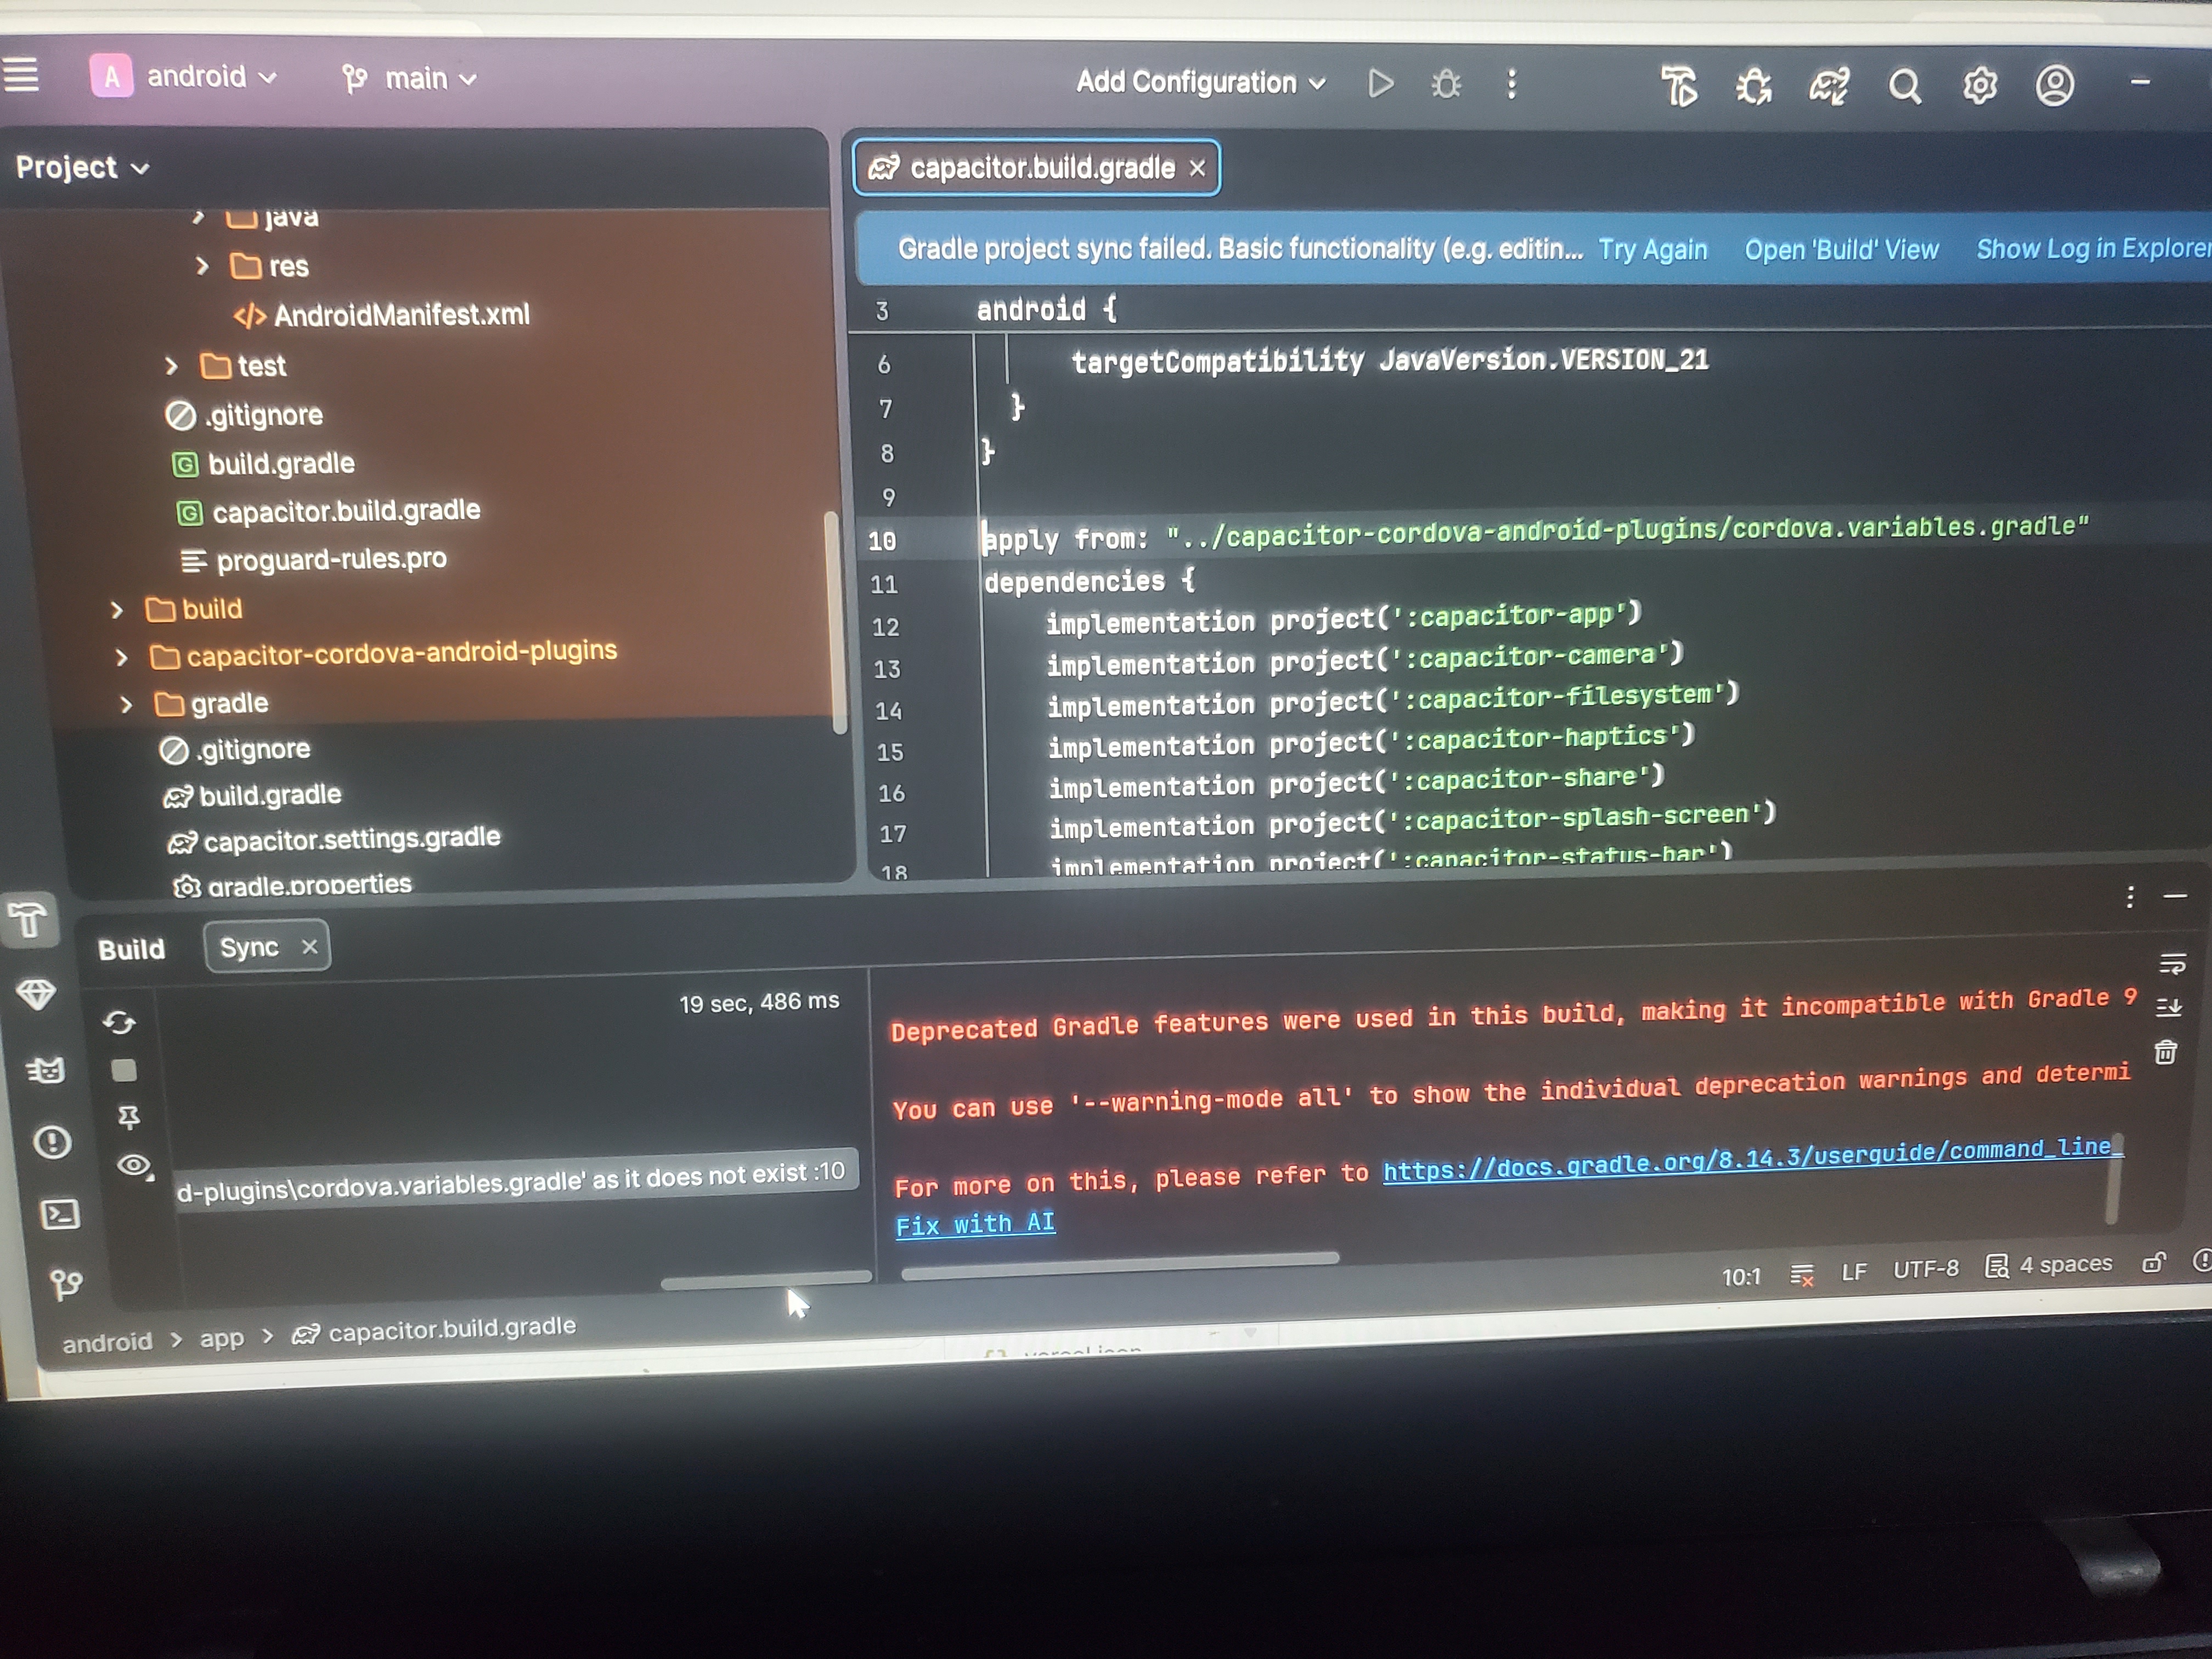 A android main Add Configuration
Project
java
res
</> AndroidManifest.xml
test
.gitignore
G build.gradle
G capacitor.build.gradle
proguard-rules.pro
build
capacitor-cordova-android-plugins
gradle
.gitignore
build.gradle
capacitor.settings.gradle
gradle.properties
capacitor.build.gradle
Gradle project sync failed. Basic functionality (e.g. editin... Try Again Open 'Build' View Show Log in Explorer
3 android {
6 targetCompatibility JavaVersion.VERSION_21
7 }
8 }
9
10 apply from: "../capacitor-cordova-android-plugins/cordova.variables.gradle"
11 dependencies {
12 implementation project(':capacitor-app')
13 implementation project(':capacitor-camera')
14 implementation project(':capacitor-filesystem')
15 implementation project(':capacitor-haptics')
16 implementation project(':capacitor-share')
17 implementation project(':capacitor-splash-screen')
18 implementation project(':capacitor-status-bar')
Build Sync
19 sec, 486 ms
d-plugins\cordova.variables.gradle' as it does not exist :10
Deprecated Gradle features were used in this build, making it incompatible with Gradle 9
You can use '--warning-mode all' to show the individual deprecation warnings and determi
For more on this, please refer to https://docs.gradle.org/8.14.3/userguide/command_line_
Fix with AI
10:1 LF UTF-8 4 spaces
android > app > capacitor.build.gradle